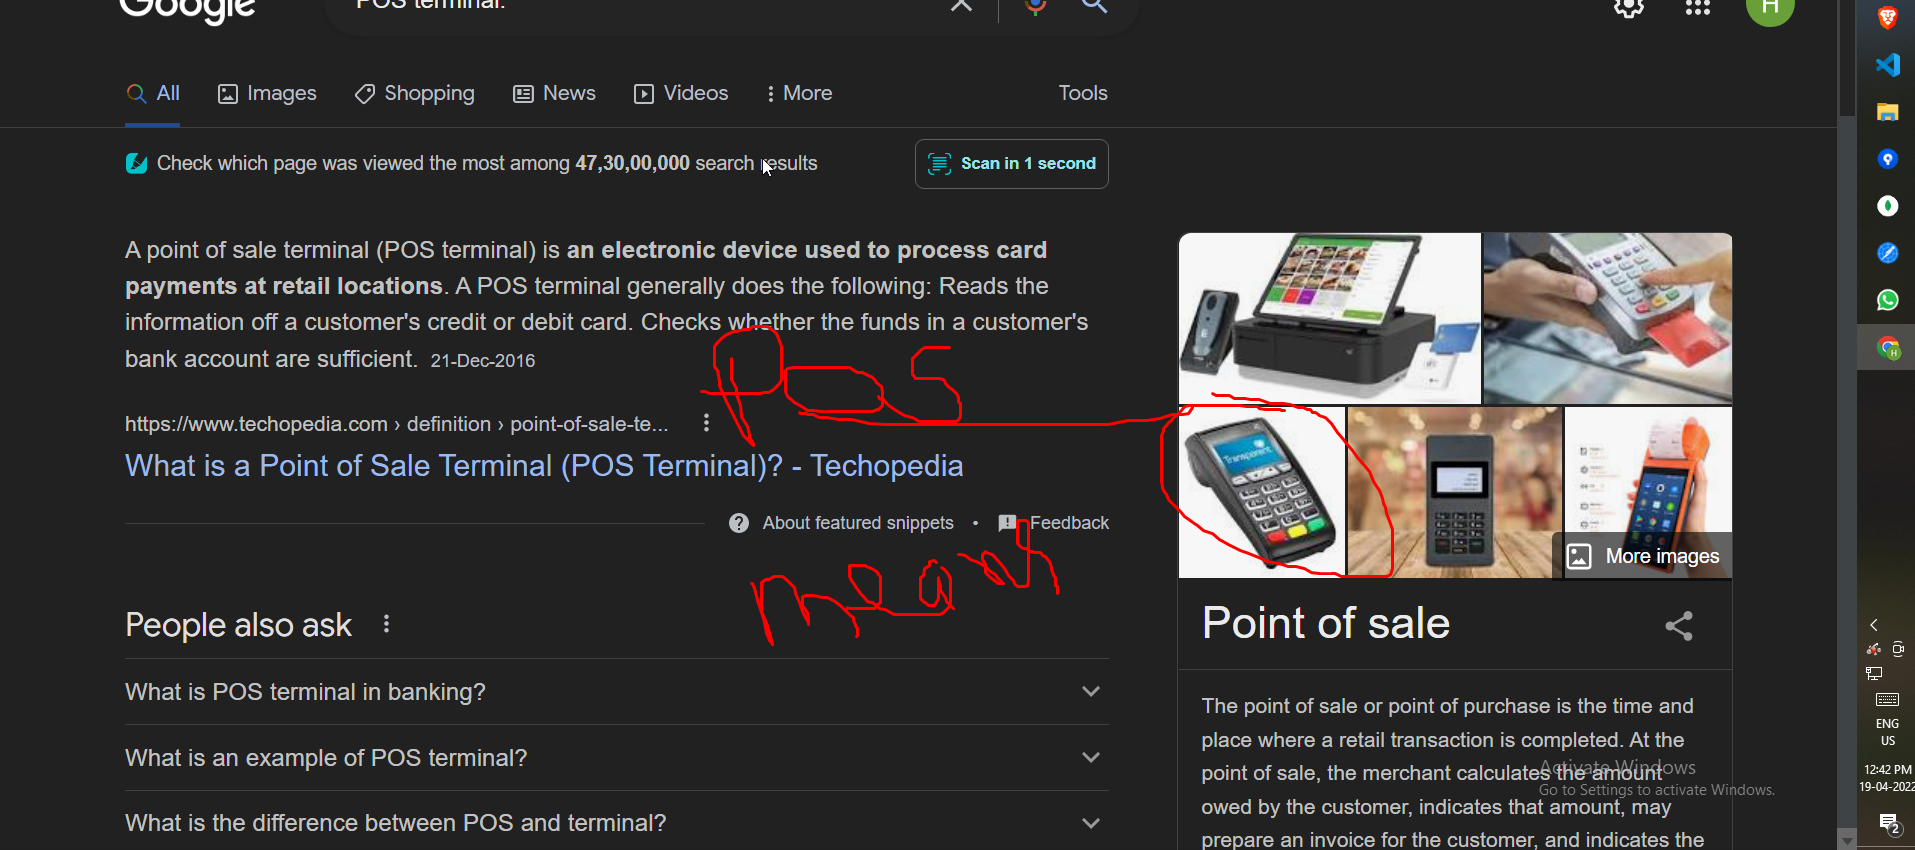 Google
POS terminal.
H
All
Images
Shopping
News
Videos
More
Tools
Check which page was viewed the most among 47,30,00,000 search results
Scan in 1 second
A point of sale terminal (POS terminal) is an electronic device used to process card
payments at retail locations. A POS terminal generally does the following: Reads the
information off a customer's credit or debit card. Checks whether the funds in a customer's
bank account are sufficient. 21-Dec-2016
POS
https://www.techopedia.com › definition › point-of-sale-te...
What is a Point of Sale Terminal (POS Terminal)? - Techopedia
About featured snippets • Feedback
means
People also ask
What is POS terminal in banking?
What is an example of POS terminal?
What is the difference between POS and terminal?
Transparent
More images
Point of sale
The point of sale or point of purchase is the time and
place where a retail transaction is completed. At the
point of sale, the merchant calculates the amount
owed by the customer, indicates that amount, may
prepare an invoice for the customer, and indicates the
Activate Windows
Go to Settings to activate Windows.
ENG
US
12:42 PM
19-04-2022
2